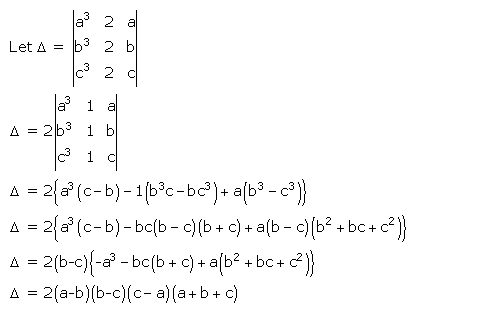 Let Δ = |a³ 2 a|
|b³ 2 b|
|c³ 2 c|
Δ = 2|a³ 1 a|
|b³ 1 b|
|c³ 1 c|
Δ = 2{a³(c – b) – 1(b³c – bc³) + a(b³ – c³)}
Δ = 2{a³(c – b) – bc(b – c)(b + c) + a(b – c)(b² + bc + c²)}
Δ = 2(b-c){-a³ – bc(b + c) + a(b² + bc + c²)}
Δ = 2(a-b)(b-c)(c – a)(a + b + c)